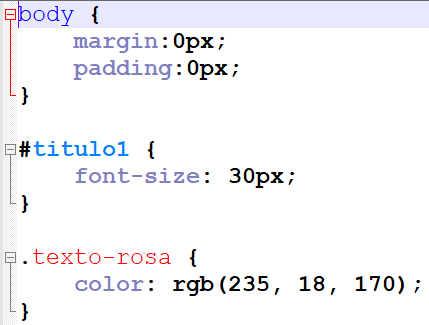 body {
    margin:0px;
    padding:0px;
}

#titulo1 {
    font-size: 30px;
}

.texto-rosa {
    color: rgb(235, 18, 170);
}